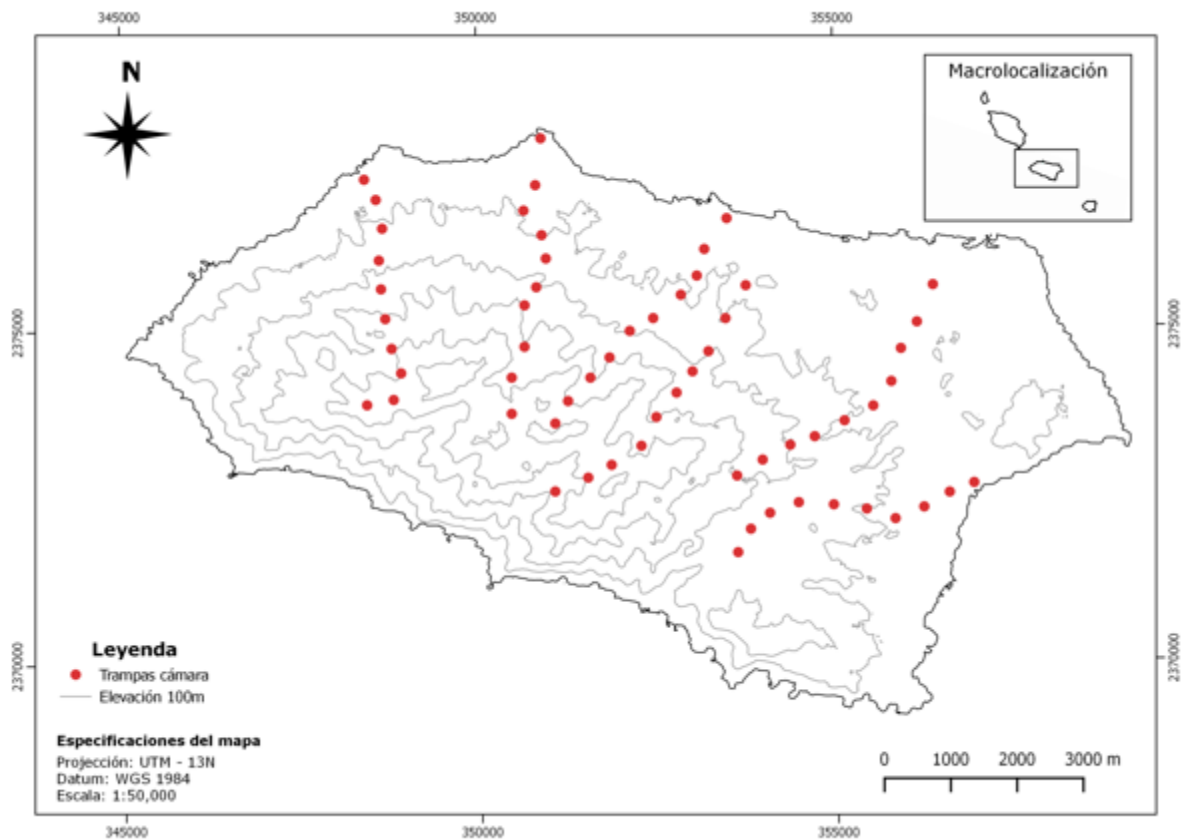 345000 350000 355000
N
Macrolocalización
2375000 2375000
2370000 2370000
Leyenda
Trampas cámara
Elevación 100m
Especificaciones del mapa
Projección: UTM - 13N
Datum: WGS 1984
Escala: 1:50,000
0 1000 2000 3000 m
345000 350000 355000